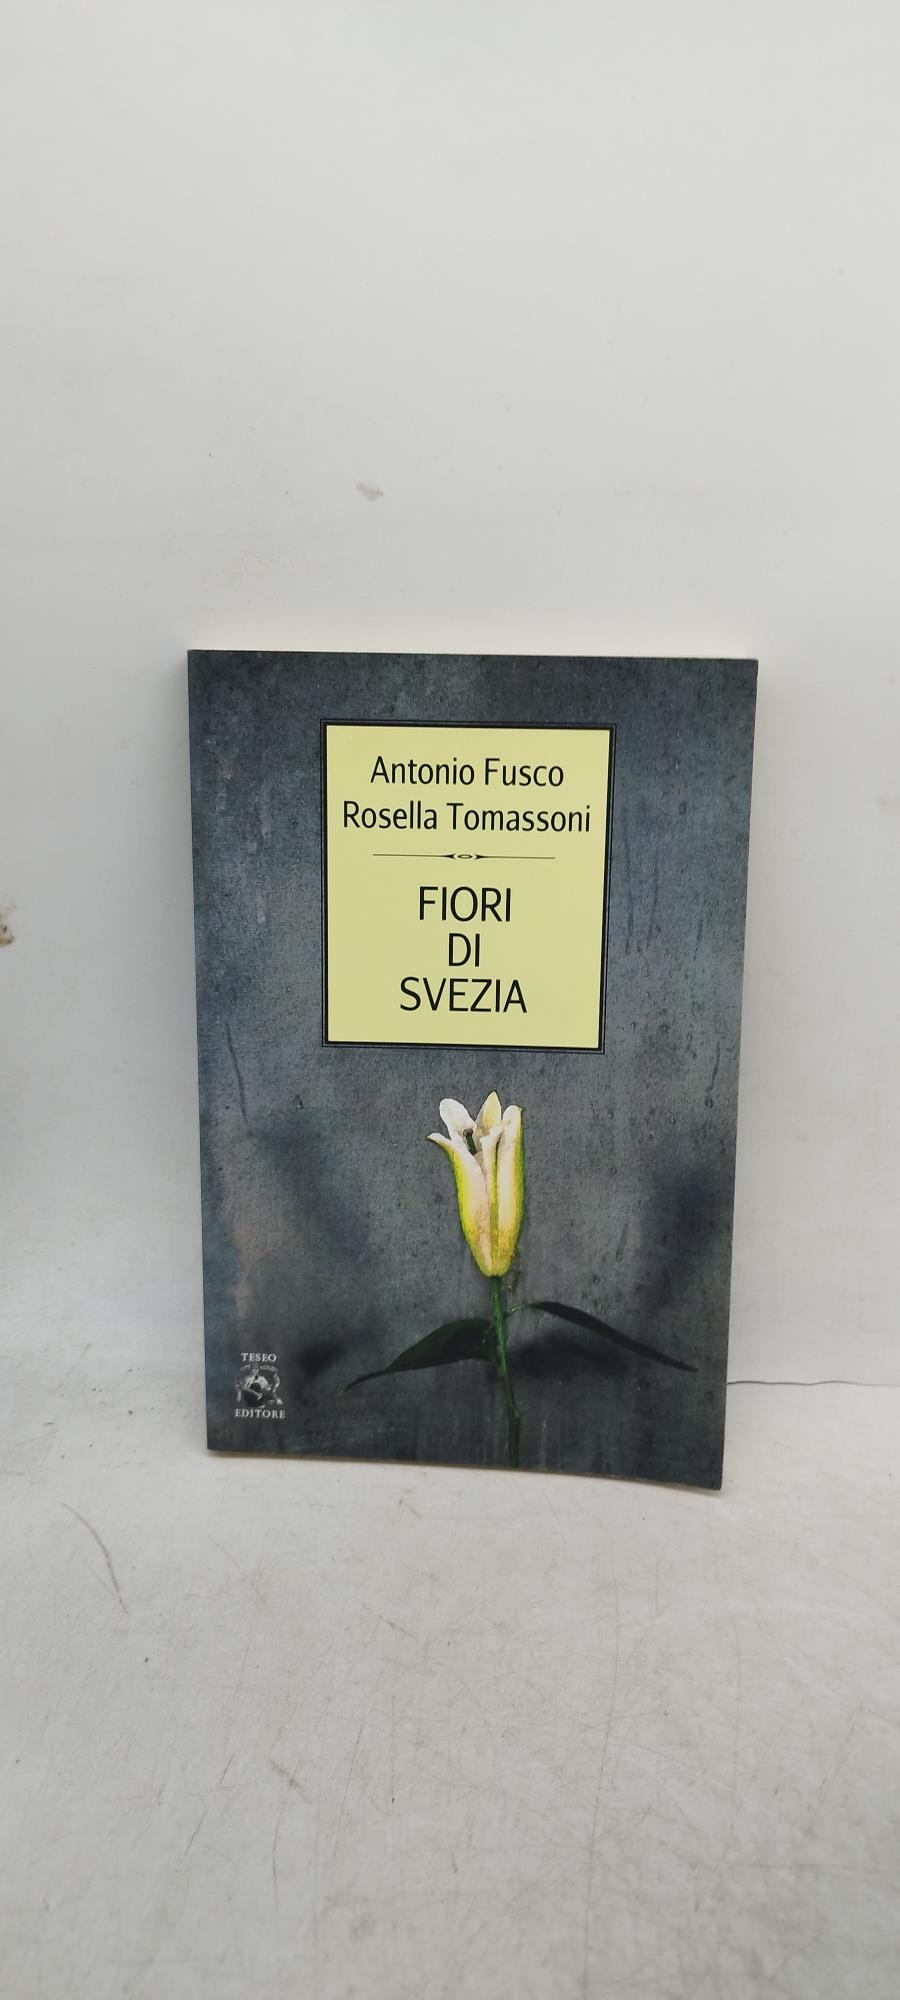 Antonio Fusco
Rosella Tomassoni
FIORI
DI
SVEZIA
TESEO
EDITORE